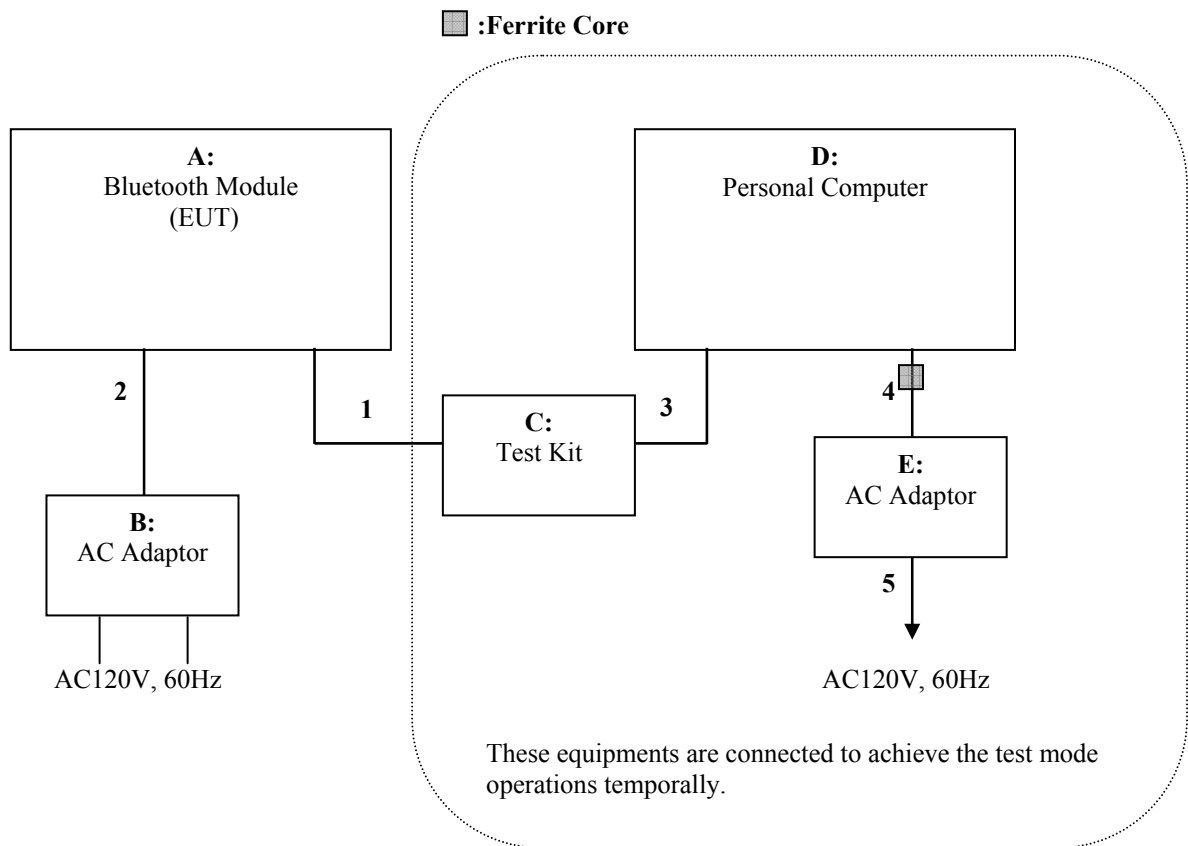 :Ferrite Core
A:
Bluetooth Module
(EUT)
D:
Personal Computer
2
1
C:
Test Kit
3
4
B:
AC Adaptor
E:
AC Adaptor
5
AC120V, 60Hz
AC120V, 60Hz
These equipments are connected to achieve the test mode
operations temporally.